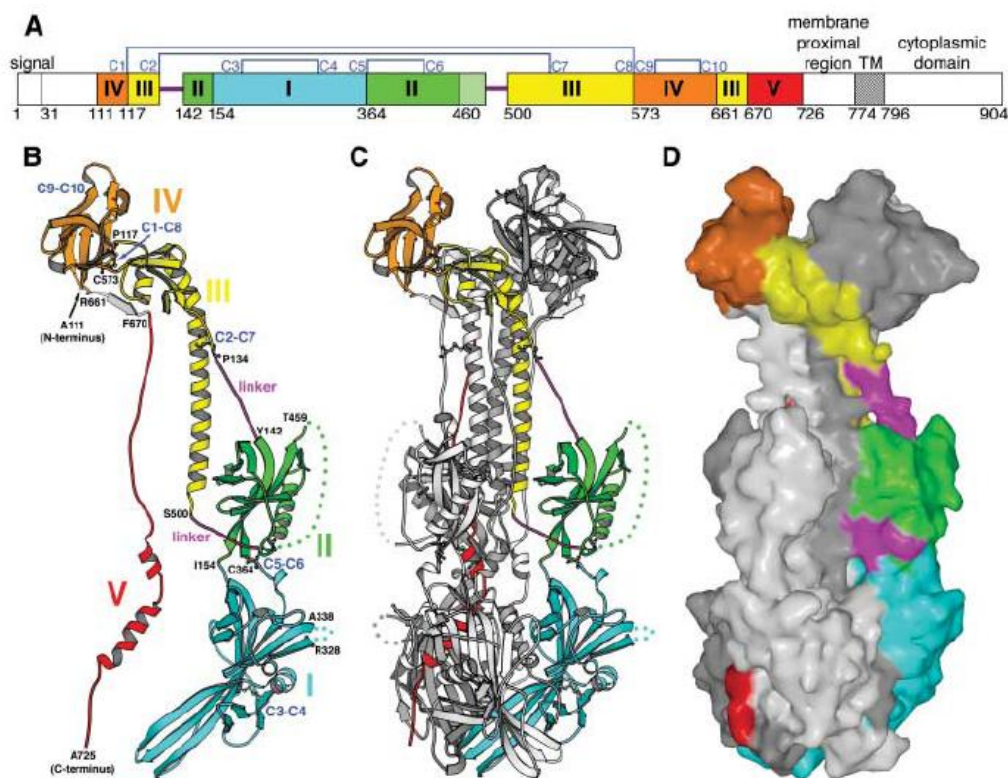 A
signal
membrane
proximal
region TM
cytoplasmic
domain
C1 C2 C3 C4 C5 C6 C7 C8 C9 C10
IV III II I II III IV III V
1 31 111 117 142 154 364 460 500 573 661 670 726 774 796 904
B
C9-C10
IV
P117
C1-C8
C573
R661
III
A111
(N-terminus)
F670
C2-C7
P134
linker
T459
Y142
S500
linker
II
I154
C364
C5-C6
V
A338
R328
I
C3-C4
A725
(C-terminus)
C
D